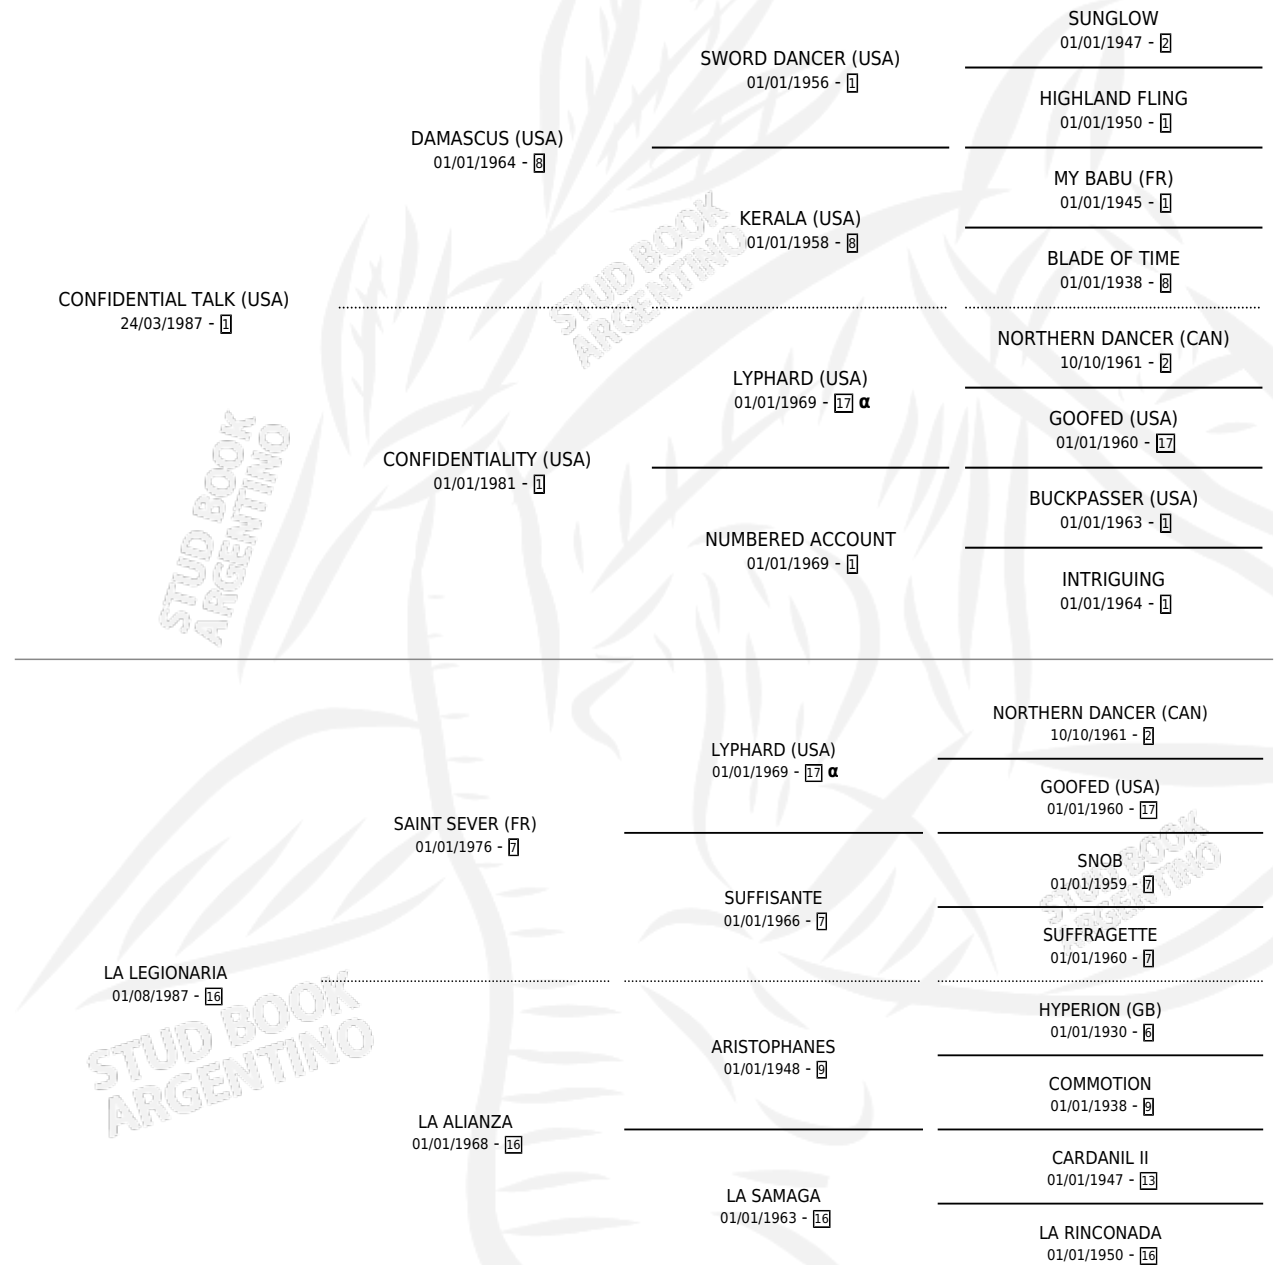 SUNGLOW
01/01/1947 - 2
SWORD DANCER (USA)
01/01/1956 - 1
HIGHLAND FLING
01/01/1950 - 1
DAMASCUS (USA)
01/01/1964 - 8
MY BABU (FR)
01/01/1945 - 1
KERALA (USA)
01/01/1958 - 8
BLADE OF TIME
01/01/1938 - 8
CONFIDENTIAL TALK (USA)
24/03/1987 - 1
NORTHERN DANCER (CAN)
10/10/1961 - 2
LYPHARD (USA)
01/01/1969 - 17 α
GOOFED (USA)
01/01/1960 - 17
CONFIDENTIALITY (USA)
01/01/1981 - 1
BUCKPASSER (USA)
01/01/1963 - 1
NUMBERED ACCOUNT
01/01/1969 - 1
INTRIGUING
01/01/1964 - 1
NORTHERN DANCER (CAN)
10/10/1961 - 2
LYPHARD (USA)
01/01/1969 - 17 α
GOOFED (USA)
01/01/1960 - 17
SAINT SEVER (FR)
01/01/1976 - 7
SNOB
01/01/1959 - 7
SUFFISANTE
01/01/1966 - 7
SUFFRAGETTE
01/01/1960 - 7
LA LEGIONARIA
01/08/1987 - 16
HYPERION (GB)
01/01/1930 - 6
ARISTOPHANES
01/01/1948 - 9
COMMOTION
01/01/1938 - 9
LA ALIANZA
01/01/1968 - 16
CARDANIL II
01/01/1947 - 13
LA SAMAGA
01/01/1963 - 16
LA RINCONADA
01/01/1950 - 16
STUD BOOK
ARGENTINO
STUD BOOK
ARGENTINO
STUD BOOK
ARGENTINO
STUD BOOK
ARGENTINO